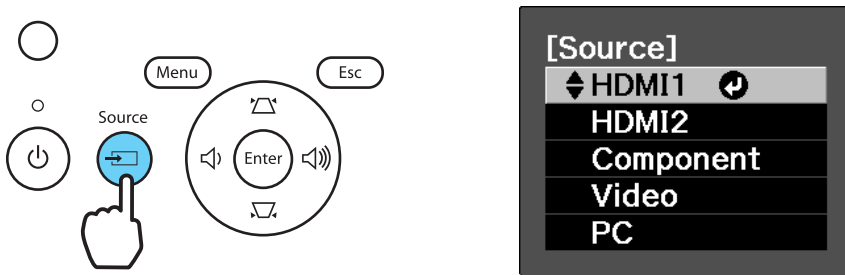 Menu
Esc
Source
Enter
[Source]
HDMI1
HDMI2
Component
Video
PC